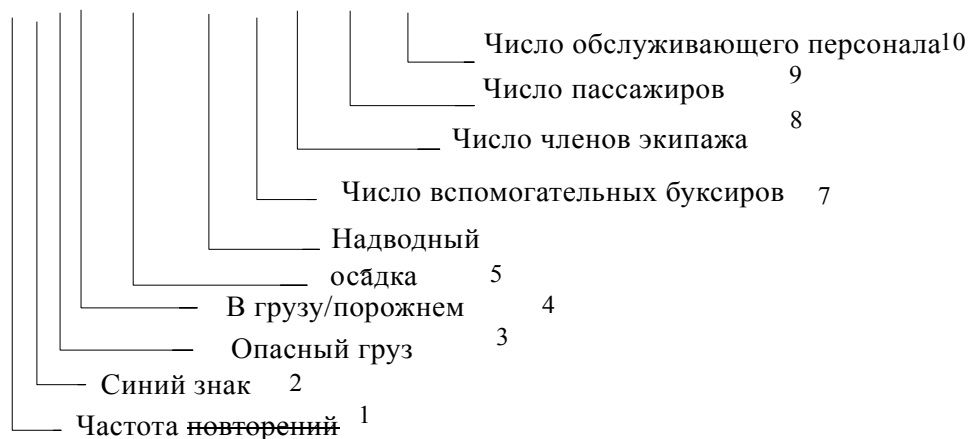 Число обслуживающего персонала10
Число пассажиров 9
Число членов экипажа 8
Число вспомогательных буксиров 7
Надводный
осадка 5
В грузу/порожнем 4
Опасный груз 3
Синий знак 2
Частота повторений 1